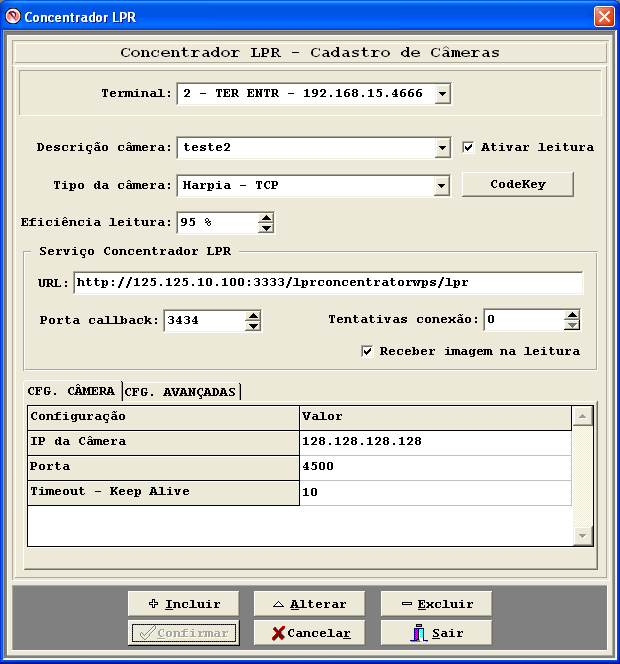 Concentrador LPR
Concentrador LPR - Cadastro de Câmeras
Terminal: 2 - TER ENTR - 192.168.15.4666
Descrição câmera: teste2 Ativar leitura
Tipo da câmera: Harpia - TCP CodeKey
Eficiência leitura: 95 %
Serviço Concentrador LPR
URL: http://125.125.10.100:3333/lprconcentratorwps/lpr
Porta callback: 3434 Tentativas conexão: 0
Receber imagem na leitura
CFG. CÂMERA CFG. AVANÇADAS
Configuração Valor
IP da Câmera 128.128.128.128
Porta 4500
Timeout - Keep Alive 10
Incluir Alterar Excluir
Confirmar Cancelar Sair